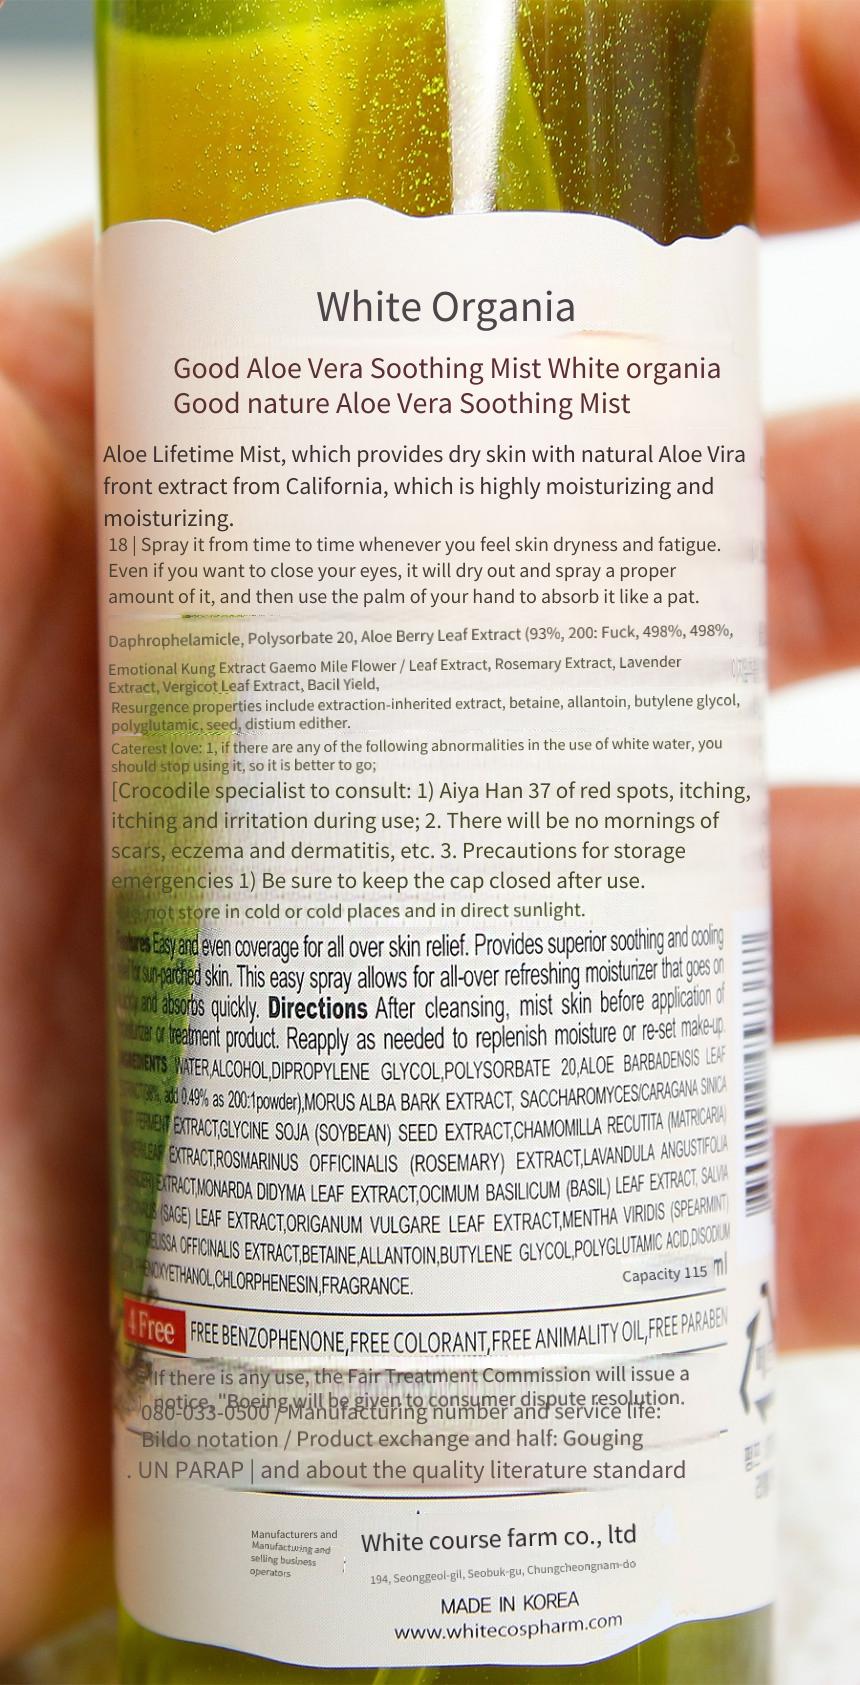 White Organia
Good Aloe Vera Soothing Mist White organia
Good nature Aloe Vera Soothing Mist
Aloe Lifetime Mist, which provides dry skin with natural Aloe Vira
front extract from California, which is highly moisturizing and
moisturizing.
18 | Spray it from time to time whenever you feel skin dryness and fatigue.
Even if you want to close your eyes, it will dry out and spray a proper
amount of it, and then use the palm of your hand to absorb it like a pat.
Daphrophelamicle, Polysorbate 20, Aloe Berry Leaf Extract (93%, 200: Fuck, 498%, 498%,
Emotional Kung Extract Gaemo Mile Flower / Leaf Extract, Rosemary Extract, Lavender
Extract, Vergicot Leaf Extract, Bacil Yield,
Resurgence properties include extraction-inherited extract, betaine, allantoin, butylene glycol,
polyglutamic, seed, distium edither.
Caterest love: 1, if there are any of the following abnormalities in the use of white water, you
should stop using it, so it is better to go;
[Crocodile specialist to consult: 1) Aiya Han 37 of red spots, itching,
itching and irritation during use; 2. There will be no mornings of
scars, eczema and dermatitis, etc. 3. Precautions for storage
emergencies 1) Be sure to keep the cap closed after use.
not store in cold or cold places and in direct sunlight.
Easy and even coverage for all over skin relief. Provides superior soothing and cooling
for sun-parched skin. This easy spray allows for all-over refreshing moisturizer that goes on
and absorbs quickly. Directions After cleansing, mist skin before application of
or treatment product. Reapply as needed to replenish moisture or re-set make-up.
INGREDIENTS WATER,ALCOHOL,DIPROPYLENE GLYCOL,POLYSORBATE 20,ALOE BARBADENSIS LEAF
add 0.49% as 200:1powder),MORUS ALBA BARK EXTRACT, SACCHAROMYCES/CARAGANA SINICA
FERMENT EXTRACT,GLYCINE SOJA (SOYBEAN) SEED EXTRACT,CHAMOMILLA RECUTITA (MATRICARIA)
EXTRACT,ROSMARINUS OFFICINALIS (ROSEMARY) EXTRACT,LAVANDULA ANGUSTIFOLIA
EXTRACT,MONARDA DIDYMA LEAF EXTRACT,OCIMUM BASILICUM (BASIL) LEAF EXTRACT, SALVIA
(SAGE) LEAF EXTRACT,ORIGANUM VULGARE LEAF EXTRACT,MENTHA VIRIDIS (SPEARMINT)
MELISSA OFFICINALIS EXTRACT,BETAINE,ALLANTOIN,BUTYLENE GLYCOL,POLYGLUTAMIC ACID,DISODIUM
PHENOXYETHANOL,CHLORPHENESIN,FRAGRANCE.
Capacity 115 ml
4 Free FREE BENZOPHENONE,FREE COLORANT,FREE ANIMALITY OIL,FREE PARABEN
If there is any use, the Fair Treatment Commission will issue a
notice, "Boeing will be given to consumer dispute resolution.
080-033-0500 / Manufacturing number and service life:
Bildo notation / Product exchange and half: Gouging
. UN PARAP | and about the quality literature standard
Manufacturers and
Manufacturing and
selling business
operators
White course farm co., ltd
194, Seonggeol-gil, Seobuk-gu, Chungcheongnam-do
MADE IN KOREA
www.whitecospharm.com